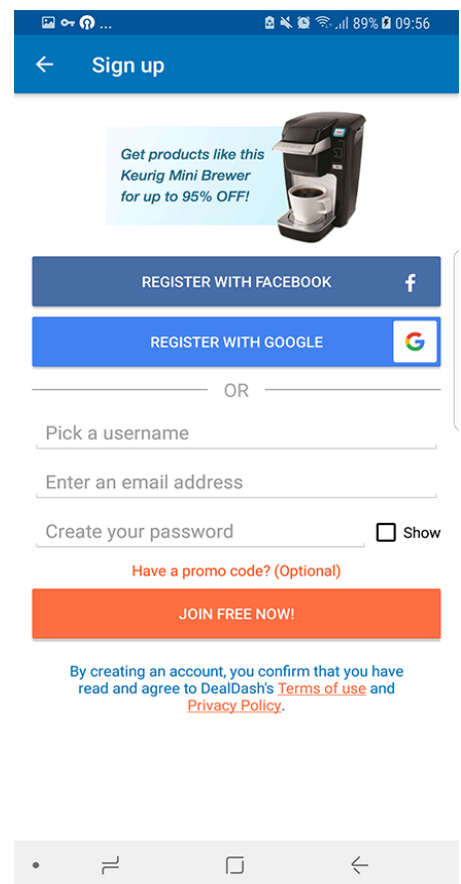 ... 89% 09:56
Sign up
Get products like this
Keurig Mini Brewer
for up to 95% OFF!
REGISTER WITH FACEBOOK f
REGISTER WITH GOOGLE G
OR
Pick a username
Enter an email address
Create your password Show
Have a promo code? (Optional)
JOIN FREE NOW!
By creating an account, you confirm that you have
read and agree to DealDash's Terms of use and
Privacy Policy.